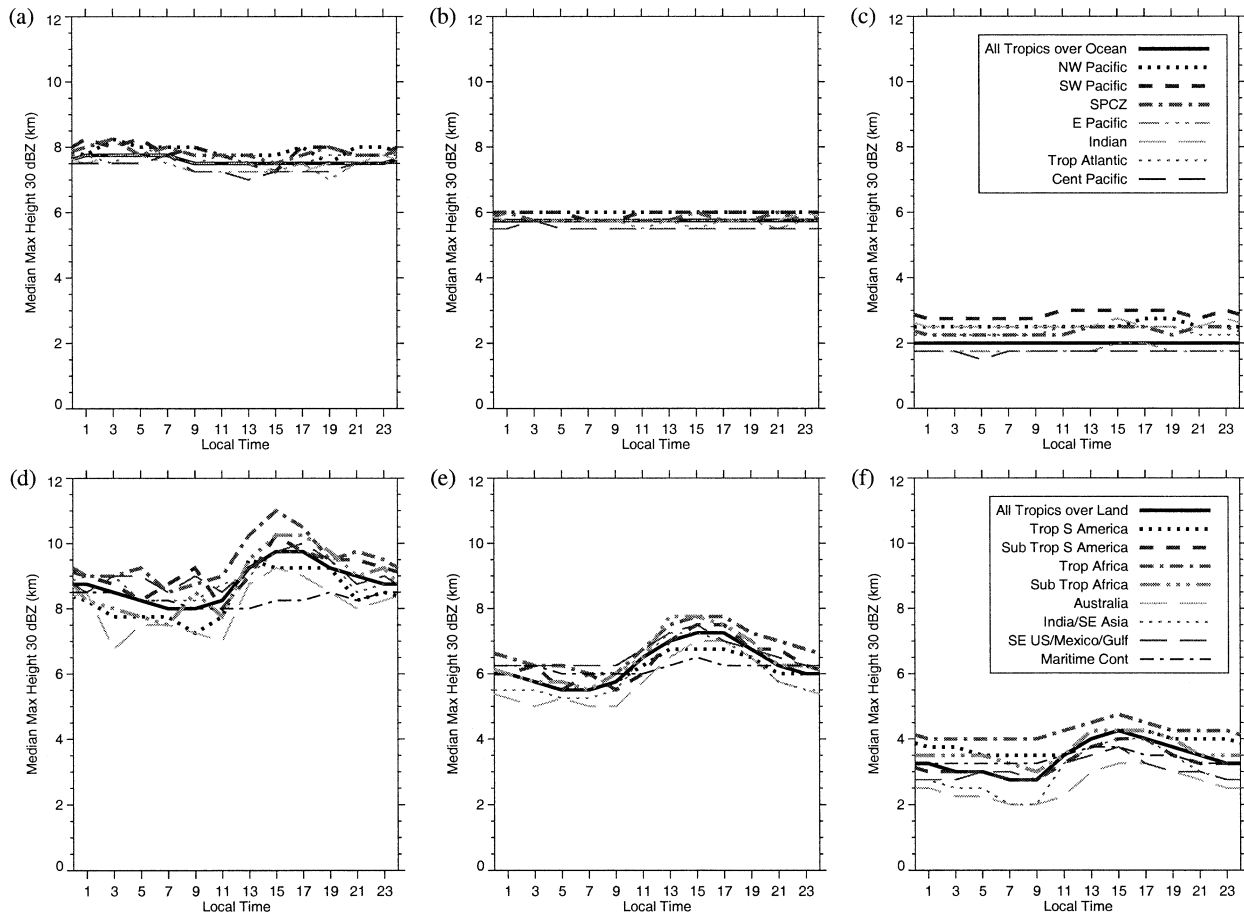 (a)
12
10
8
6
4
2
0
Median Max Height 30 dBZ (km)
1 3 5 7 9 11 13 15 17 19 21 23
Local Time
(b)
12
10
8
6
4
2
0
Median Max Height 30 dBZ (km)
1 3 5 7 9 11 13 15 17 19 21 23
Local Time
(c)
12
10
8
6
4
2
0
Median Max Height 30 dBZ (km)
All Tropics over Ocean
NW Pacific
SW Pacific
SPCZ
E Pacific
Indian
Trop Atlantic
Cent Pacific
1 3 5 7 9 11 13 15 17 19 21 23
Local Time
(d)
12
10
8
6
4
2
0
Median Max Height 30 dBZ (km)
1 3 5 7 9 11 13 15 17 19 21 23
Local Time
(e)
12
10
8
6
4
2
0
Median Max Height 30 dBZ (km)
1 3 5 7 9 11 13 15 17 19 21 23
Local Time
(f)
12
10
8
6
4
2
0
Median Max Height 30 dBZ (km)
All Tropics over Land
Trop S America
Sub Trop S America
Trop Africa
Sub Trop Africa
Australia
India/SE Asia
SE US/Mexico/Gulf
Maritime Cont
1 3 5 7 9 11 13 15 17 19 21 23
Local Time